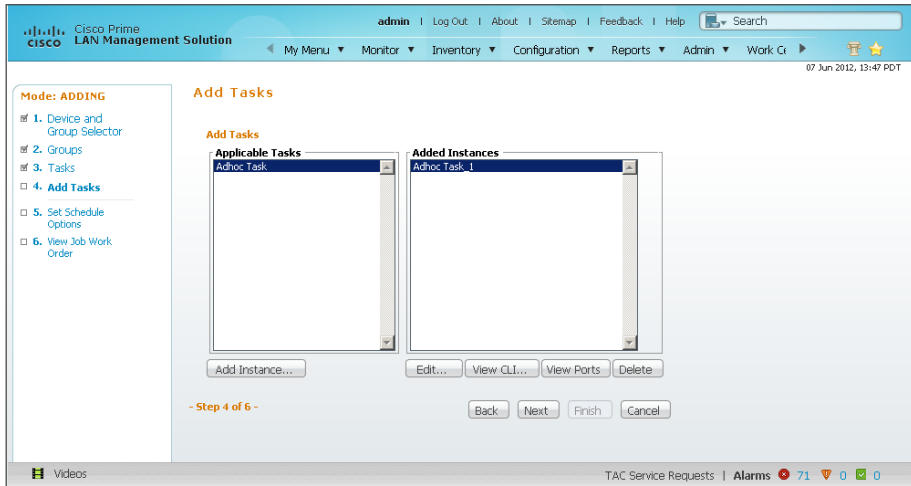 admin | Log Out | About | Sitemap | Feedback | Help Search
Cisco Prime
CISCO LAN Management Solution
My Menu Monitor Inventory Configuration Reports Admin Work Ce
07 Jun 2012, 13:47 PDT
Mode: ADDING
1. Device and
Group Selector
2. Groups
3. Tasks
4. Add Tasks
5. Set Schedule
Options
6. View Job Work
Order
Add Tasks
Add Tasks
Applicable Tasks
Adhoc Task
Added Instances
Adhoc Task_1
Add Instance...
Edit... View CLI... View Ports Delete
- Step 4 of 6 -
Back Next Finish Cancel
Videos
TAC Service Requests | Alarms 71 0 0